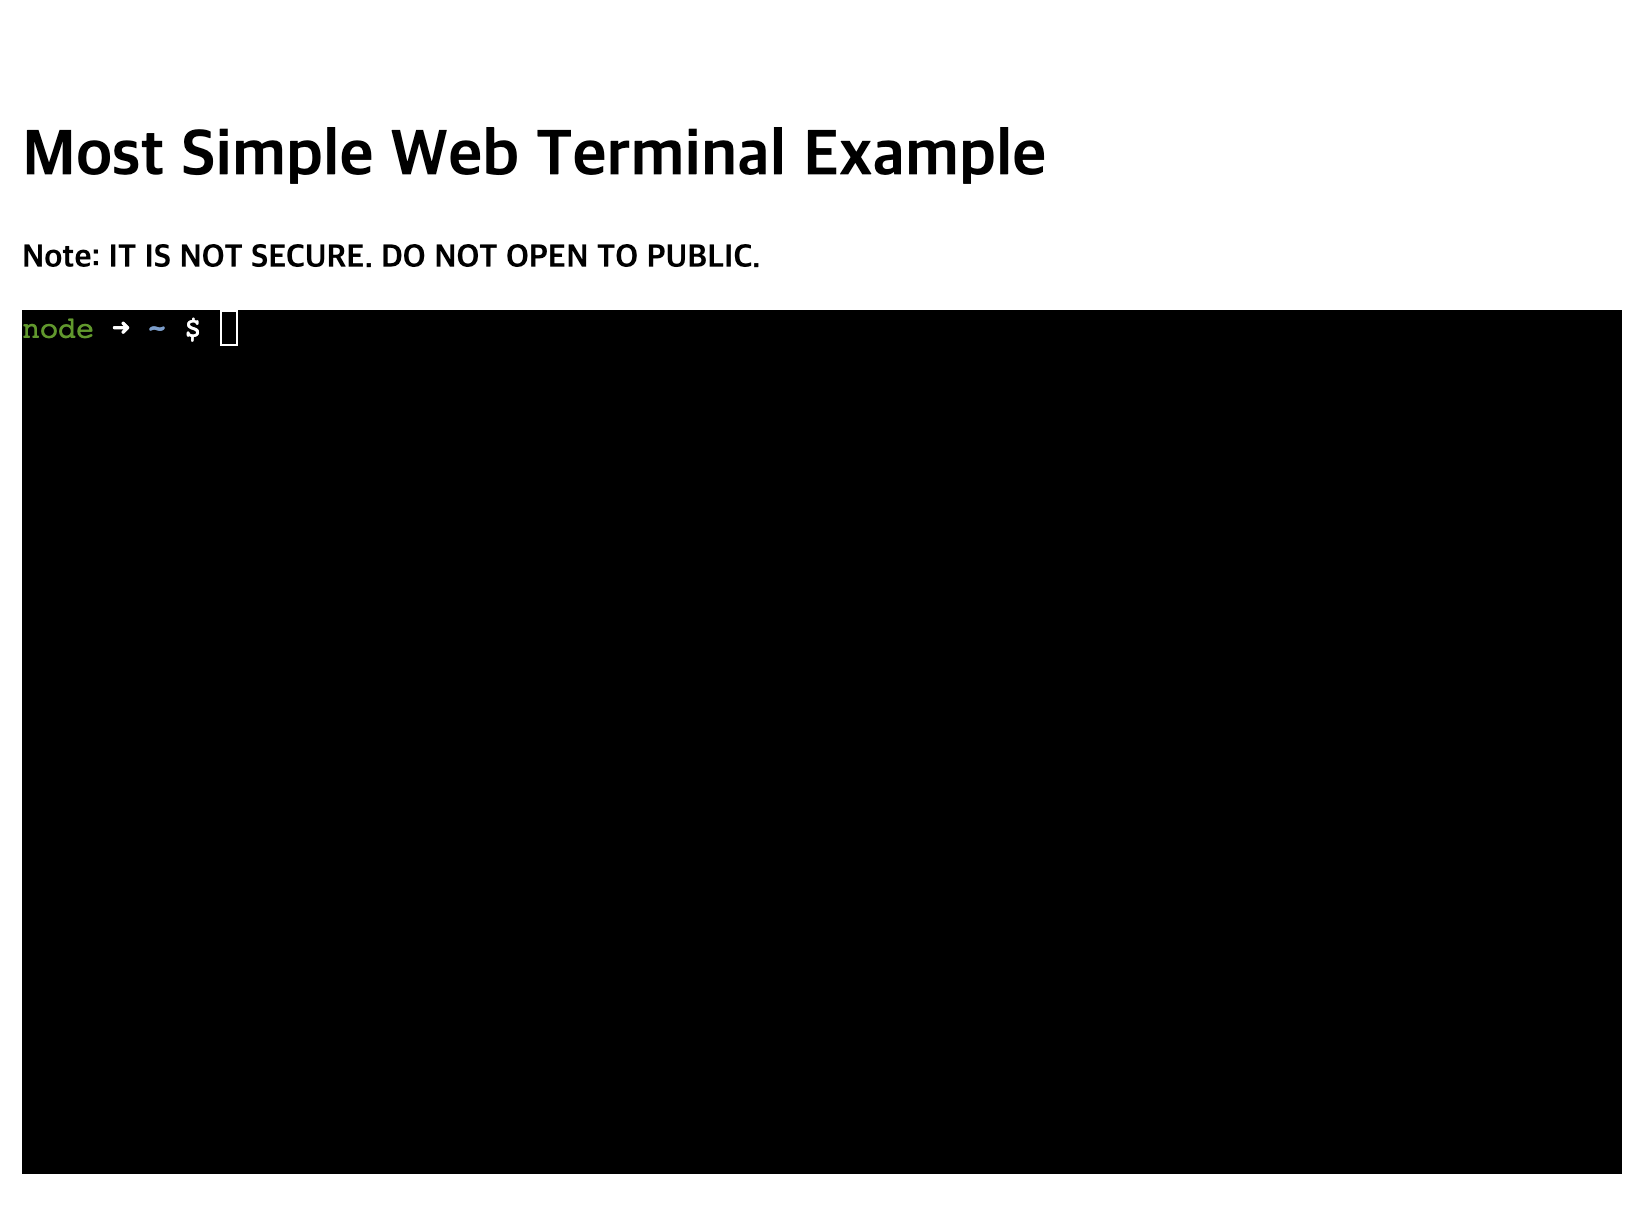 Most Simple Web Terminal Example
Note: IT IS NOT SECURE. DO NOT OPEN TO PUBLIC.
node ➜ ~ $